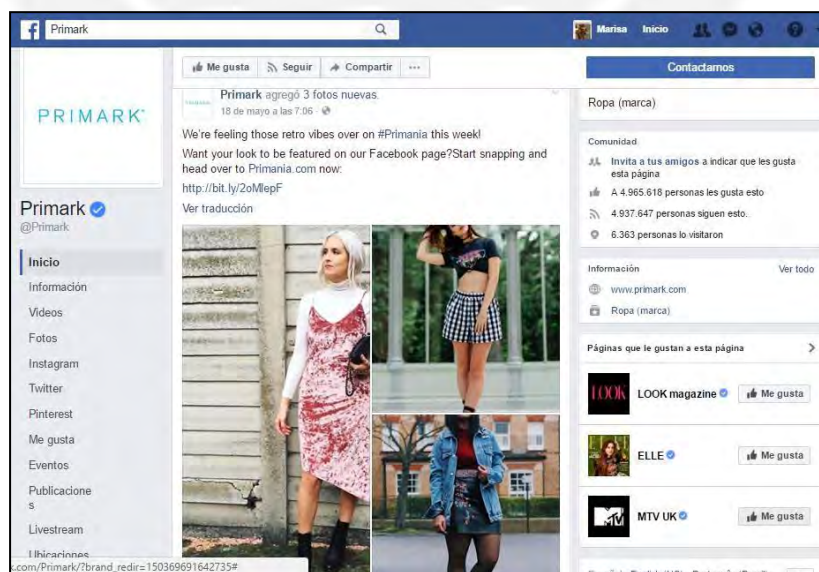 Primark
Marisa Inicio
Me gusta Seguir Compartir ...
Contactarnos
PRIMARK
Primark
@Primark
Inicio
Información
Videos
Fotos
Instagram
Twitter
Pinterest
Me gusta
Eventos
Publicacione
s
Livestream
Ubicaciones
k.com/Primark/?brand_redir=150369691642735#
Primark agregó 3 fotos nuevas.
18 de mayo a las 7:06 ·
We're feeling those retro vibes over on #Primania this week!
Want your look to be featured on our Facebook page?Start snapping and
head over to Primania.com now:
http://bit.ly/2oMlepF
Ver traducción
Ropa (marca)
Comunidad
Invita a tus amigos a indicar que les gusta
esta página
A 4.965.618 personas les gusta esto
4.937.647 personas siguen esto.
6.363 personas lo visitaron
Información Ver todo
www.primark.com
Ropa (marca)
Páginas que le gustan a esta página
LOOK
LOOK magazine Me gusta
ELLE Me gusta
MTV UK Me gusta